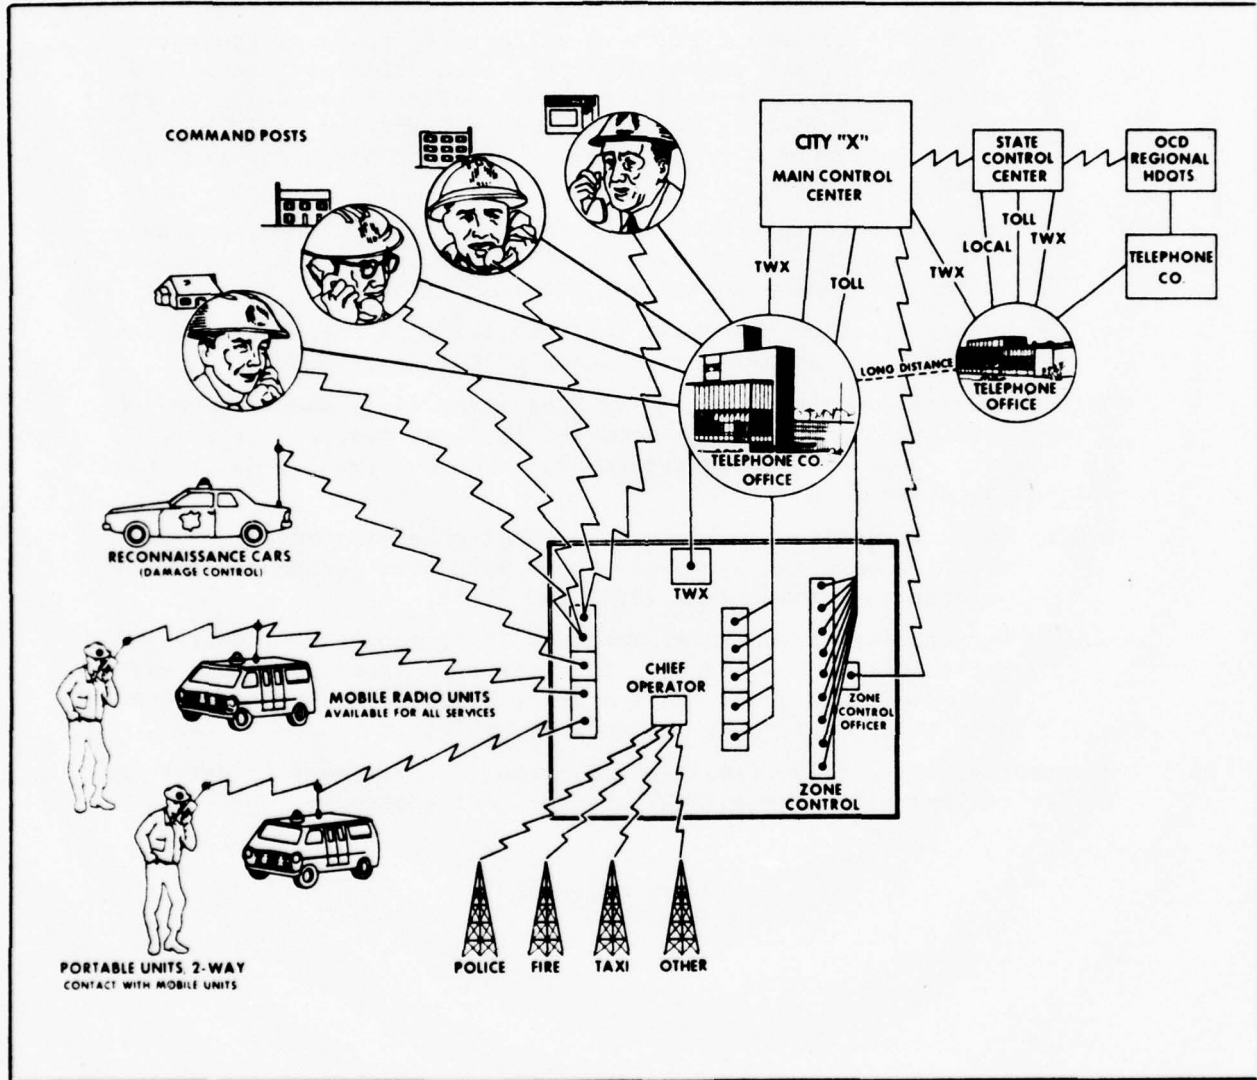 COMMAND POSTS
CITY "X"
MAIN CONTROL
CENTER
STATE
CONTROL
CENTER
OCD
REGIONAL
HDQTS
TWX
TOLL
TWX
LOCAL
TOLL
TWX
TELEPHONE
CO.
LONG DISTANCE
TELEPHONE
OFFICE
TELEPHONE CO.
OFFICE
RECONNAISSANCE CARS
(DAMAGE CONTROL)
TWX
MOBILE RADIO UNITS
AVAILABLE FOR ALL SERVICES
CHIEF
OPERATOR
ZONE
CONTROL
OFFICER
ZONE
CONTROL
PORTABLE UNITS, 2-WAY
CONTACT WITH MOBILE UNITS
POLICE
FIRE
TAXI
OTHER